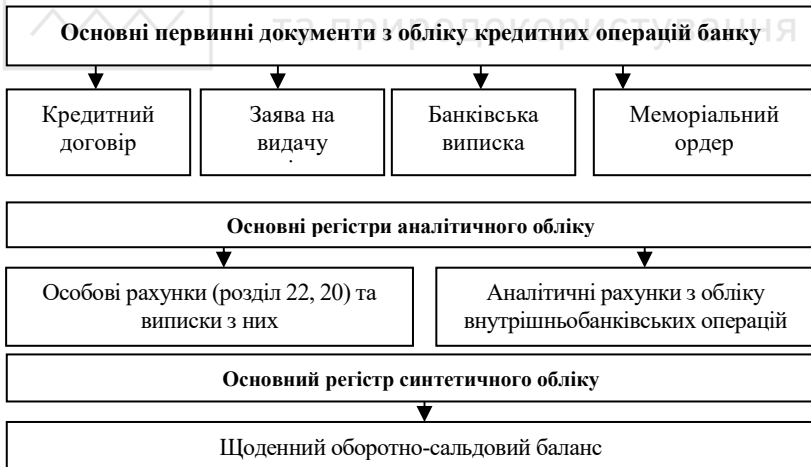 та природокористування
Основні первинні документи з обліку кредитних операцій банку
Кредитний
договір
Заява на
видачу
Банківська
виписка
Меморіальний
ордер
Основні регістри аналітичного обліку
Особові рахунки (розділ 22, 20) та
виписки з них
Аналітичні рахунки з обліку
внутрішньобанківських операцій
Основний регістр синтетичного обліку
Щоденний оборотно-сальдовий баланс